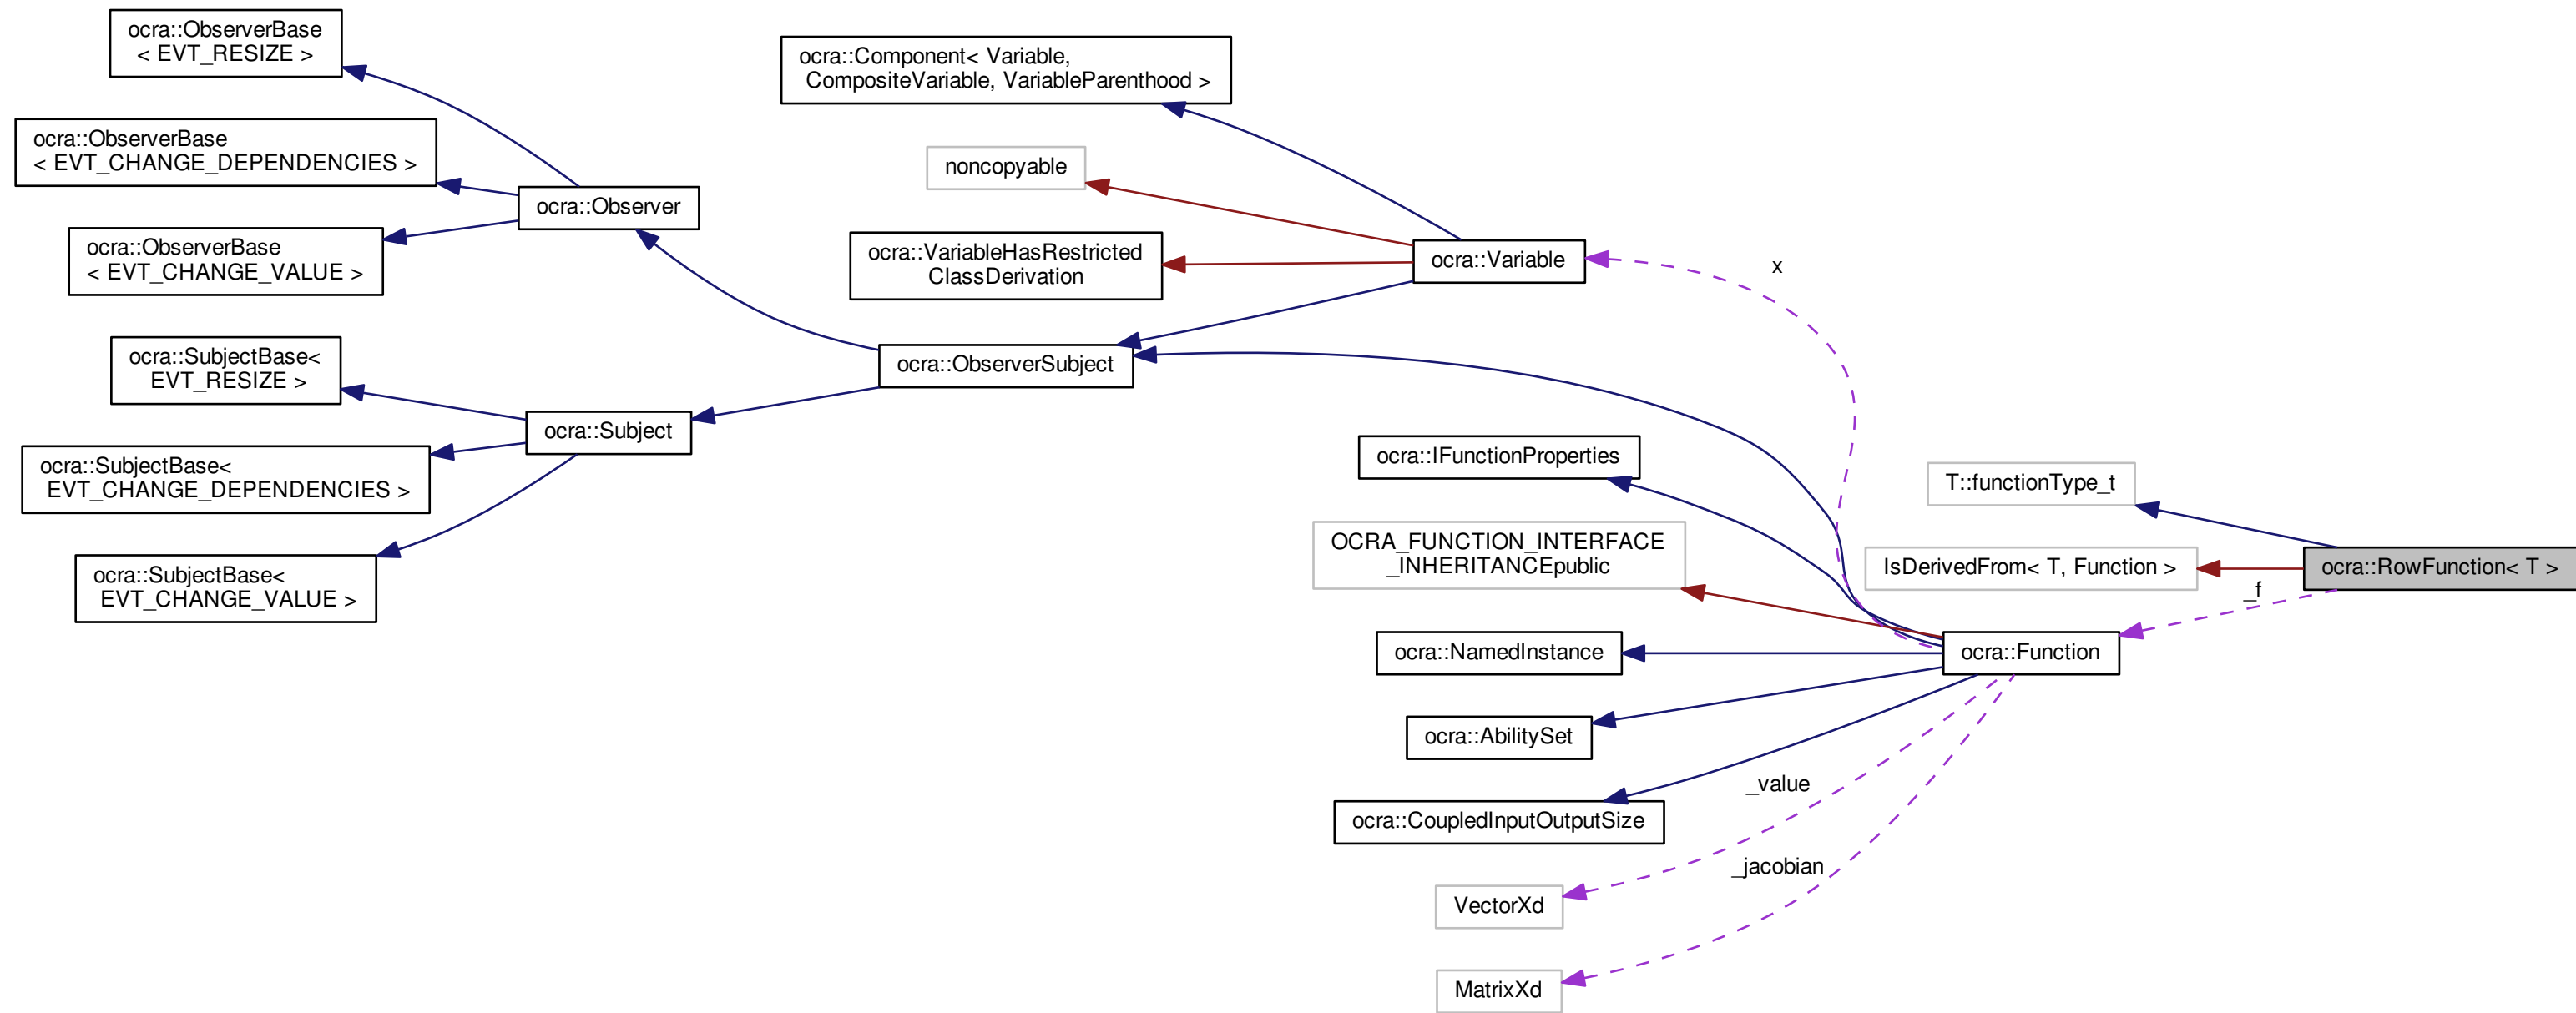 ocra::ObserverBase
< EVT_RESIZE >
ocra::ObserverBase
< EVT_CHANGE_DEPENDENCIES >
ocra::ObserverBase
< EVT_CHANGE_VALUE >
ocra::SubjectBase<
EVT_RESIZE >
ocra::SubjectBase<
EVT_CHANGE_DEPENDENCIES >
ocra::SubjectBase<
EVT_CHANGE_VALUE >
ocra::Observer
ocra::Subject
ocra::Component< Variable,
CompositeVariable, VariableParenthood >
noncopyable
ocra::VariableHasRestricted
ClassDerivation
ocra::ObserverSubject
ocra::Variable
x
ocra::IFunctionProperties
OCRA_FUNCTION_INTERFACE
_INHERITANCEpublic
ocra::NamedInstance
ocra::AbilitySet
ocra::CoupledInputOutputSize
_value
_jacobian
VectorXd
MatrixXd
T::functionType_t
IsDerivedFrom< T, Function >
_f
ocra::Function
ocra::RowFunction< T >